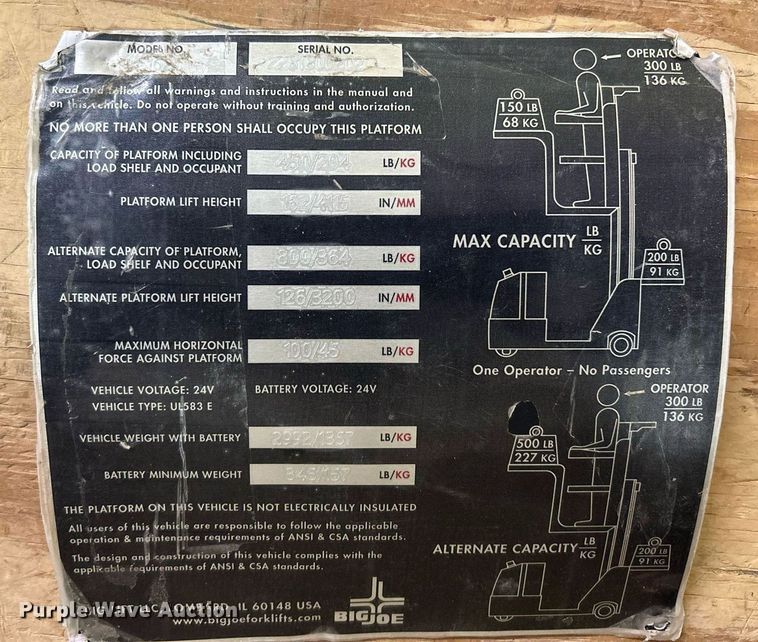 MODEL NO.
SERIAL NO.
Read and follow all warnings and instructions in the manual and
on this vehicle. Do not operate without training and authorization.
NO MORE THAN ONE PERSON SHALL OCCUPY THIS PLATFORM
CAPACITY OF PLATFORM INCLUDING
LOAD SHELF AND OCCUPANT
450/204 LB/KG
PLATFORM LIFT HEIGHT
IN/MM
ALTERNATE CAPACITY OF PLATFORM,
LOAD SHELF AND OCCUPANT
800/364 LB/KG
ALTERNATE PLATFORM LIFT HEIGHT
126/3200 IN/MM
MAXIMUM HORIZONTAL
FORCE AGAINST PLATFORM
100/45 LB/KG
VEHICLE VOLTAGE: 24V BATTERY VOLTAGE: 24V
VEHICLE TYPE: UL583 E
VEHICLE WEIGHT WITH BATTERY
2992/1357 LB/KG
BATTERY MINIMUM WEIGHT
LB/KG
THE PLATFORM ON THIS VEHICLE IS NOT ELECTRICALLY INSULATED
All users of this vehicle are responsible to follow the applicable
operation & maintenance requirements of ANSI & CSA standards.
The design and construction of this vehicle complies with the
applicable requirements of ANSI & CSA standards.
IL 60148 USA
www.bigjoeforklifts.com
BIG JOE
OPERATOR
300 LB
136 KG
150 LB
68 KG
MAX CAPACITY LB
KG
200 LB
91 KG
One Operator – No Passengers
OPERATOR
300 LB
136 KG
500 LB
227 KG
ALTERNATE CAPACITY LB
KG
200 LB
91 KG
Purple Wave Auction